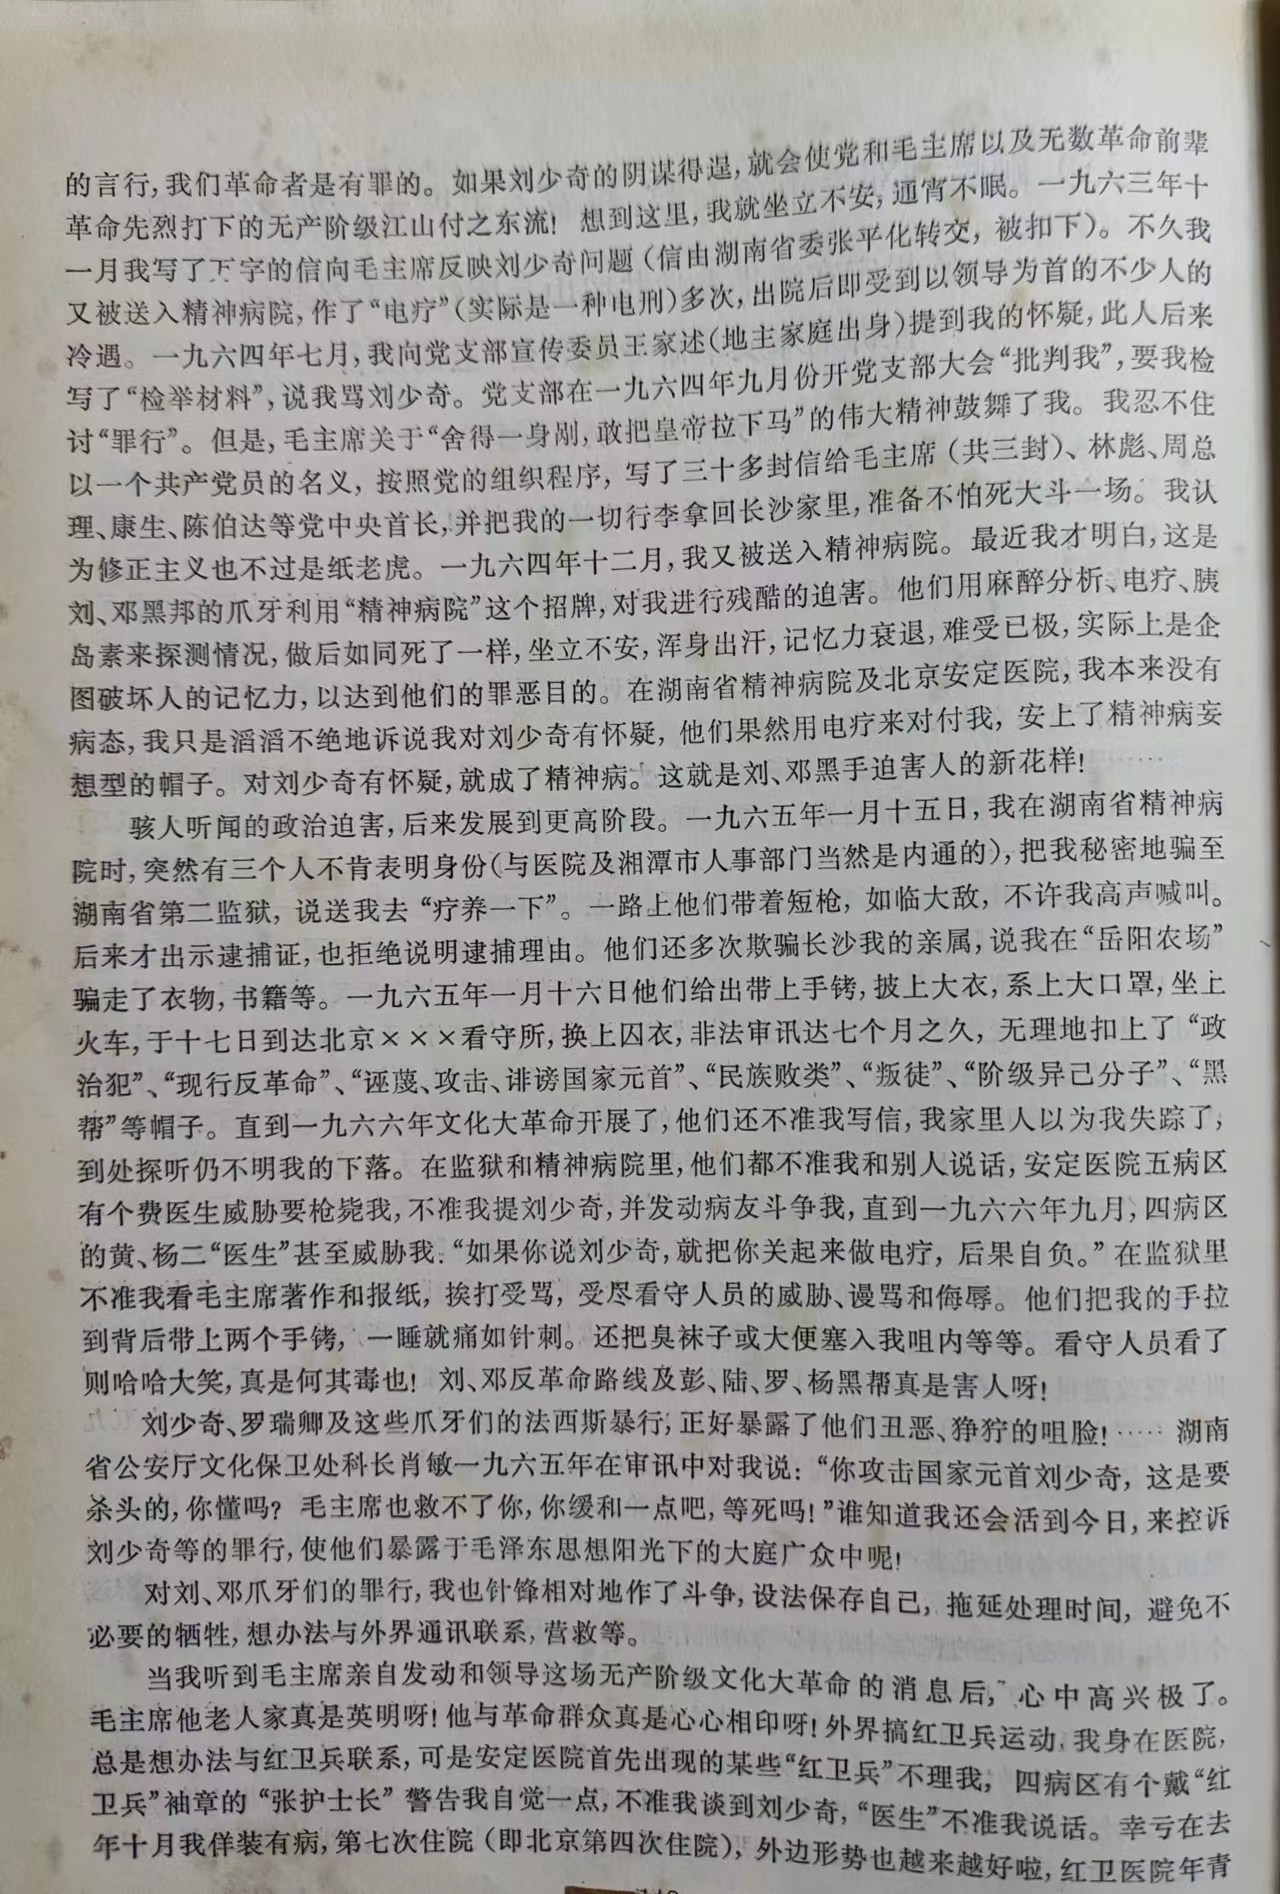 的言行，我们革命者是有罪的。如果刘少奇的阴谋得逞，就会使党和毛主席以及无数革命前辈
革命先烈打下的无产阶级江山付之东流！想到这里，我就坐立不安，通宵不眠。一九六三年十
一月我写了万字的信向毛主席反映刘少奇问题（信由湖南省委张平化转交，被扣下）。不久我
又被送入精神病院，作了“电疗”（实际是一种电刑）多次，出院后即受到以领导为首的不少人的
冷遇。一九六四年七月，我向党支部宣传委员王家述（地主家庭出身）提到我的怀疑，此人后来
写了“检举材料”，说我骂刘少奇。党支部在一九六四年九月份开党支部大会“批判我”，要我检
讨“罪行”。但是，毛主席关于“舍得一身剐，敢把皇帝拉下马”的伟大精神鼓舞了我。我忍不住
以一个共产党员的名义，按照党的组织程序，写了三十多封信给毛主席（共三封）、林彪、周总
理、康生、陈伯达等党中央首长，并把我的一切行李拿回长沙家里，准备不怕死大斗一场。我认
为修正主义也不过是纸老虎。一九六四年十二月，我又被送入精神病院。最近我才明白，这是
刘、邓黑邦的爪牙利用“精神病院”这个招牌，对我进行残酷的迫害。他们用麻醉分析、电疗、胰
岛素来探测情况，做后如同死了一样，坐立不安，浑身出汗，记忆力衰退，难受已极，实际上是企
图破坏人的记忆力，以达到他们的罪恶目的。在湖南省精神病院及北京安定医院，我本来没有
病态，我只是滔滔不绝地诉说我对刘少奇有怀疑，他们果然用电疗来对付我，安上了精神病妄
想型的帽子。对刘少奇有怀疑，就成了精神病。这就是刘、邓黑手迫害人的新花样！
骇人听闻的政治迫害，后来发展到更高阶段。一九六五年一月十五日，我在湖南省精神病
院时，突然有三个人不肯表明身份（与医院及湘潭市人事部门当然是内通的），把我秘密地骗至
湖南省第二监狱，说送我去“疗养一下”。一路上他们带着短枪，如临大敌，不许我高声喊叫。
后来才出示逮捕证，也拒绝说明逮捕理由。他们还多次欺骗长沙我的亲属，说我在“岳阳农场”
骗走了衣物，书籍等。一九六五年一月十六日他们给出带上手铐，披上大衣，系上大口罩，坐上
火车，于十七日到达北京×××看守所，换上囚衣，非法审讯达七个月之久，无理地扣上了“政
治犯”、“现行反革命”、“诬蔑、攻击、诽谤国家元首”、“民族败类”、“叛徒”、“阶级异己分子”、“黑
帮”等帽子。直到一九六六年文化大革命开展了，他们还不准我写信，我家里人以为我失踪了，
到处探听仍不明我的下落。在监狱和精神病院里，他们都不准我和别人说话，安定医院五病区
有个费医生威胁要枪毙我，不准我提刘少奇，并发动病友斗争我，直到一九六六年九月，四病区
的黄、杨二“医生”甚至威胁我：“如果你说刘少奇，就把你关起来做电疗，后果自负。”在监狱里
不准我看毛主席著作和报纸，挨打受骂，受尽看守人员的威胁、谩骂和侮辱。他们把我的手拉
到背后带上两个手铐，一睡就痛如针刺。还把臭袜子或大便塞入我咀内等等。看守人员看了
则哈哈大笑，真是何其毒也！刘、邓反革命路线及彭、陆、罗、杨黑帮真是害人呀！
刘少奇、罗瑞卿及这些爪牙们的法西斯暴行，正好暴露了他们丑恶、狰狞的咀脸！……湖南
省公安厅文化保卫处科长肖敏一九六五年在审讯中对我说：“你攻击国家元首刘少奇，这是要
杀头的，你懂吗？毛主席也救不了你，你缓和一点吧，等死吗！”谁知道我还会活到今日，来控诉
刘少奇等的罪行，使他们暴露于毛泽东思想阳光下的大庭广众中呢！
对刘、邓爪牙们的罪行，我也针锋相对地作了斗争，设法保存自己，拖延处理时间，避免不
必要的牺牲，想办法与外界通讯联系，营救等。
当我听到毛主席亲自发动和领导这场无产阶级文化大革命的消息后，心中高兴极了。
毛主席他老人家真是英明呀！他与革命群众真是心心相印呀！外界搞红卫兵运动，我身在医院，
总是想办法与红卫兵联系，可是安定医院首先出现的某些“红卫兵”不理我，四病区有个戴“红
卫兵”袖章的“张护士长”警告我自觉一点，不准我谈到刘少奇，“医生”不准我说话。幸亏在去
年十月我佯装有病，第七次住院（即北京第四次住院），外边形势也越来越好啦，红卫医院年青